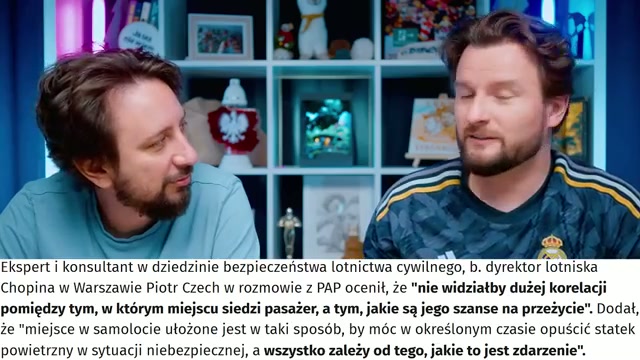 Ekspert i konsultant w dziedzinie bezpieczeństwa lotnictwa cywilnego, b. dyrektor lotniska
Chopina w Warszawie Piotr Czech w rozmowie z PAP ocenił, że "nie widziałby dużej korelacji
pomiędzy tym, w którym miejscu siedzi pasażer, a tym, jakie są jego szanse na przeżycie". Dodał,
że "miejsce w samolocie ułożone jest w taki sposób, by móc w określonym czasie opuścić statek
powietrzny w sytuacji niebezpiecznej, a wszystko zależy od tego, jakie to jest zdarzenie".